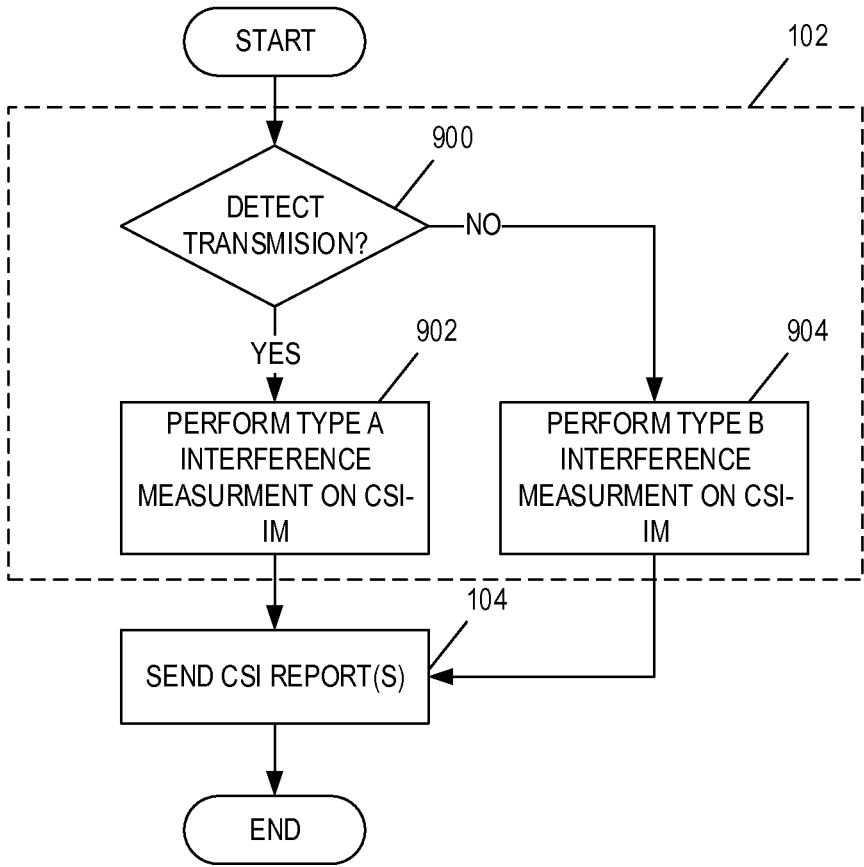 START
102
900
DETECT
TRANSMISION?
NO
YES
902
904
PERFORM TYPE A
INTERFERENCE
MEASURMENT ON CSI-
IM
PERFORM TYPE B
INTERFERENCE
MEASURMENT ON CSI-
IM
104
SEND CSI REPORT(S)
END